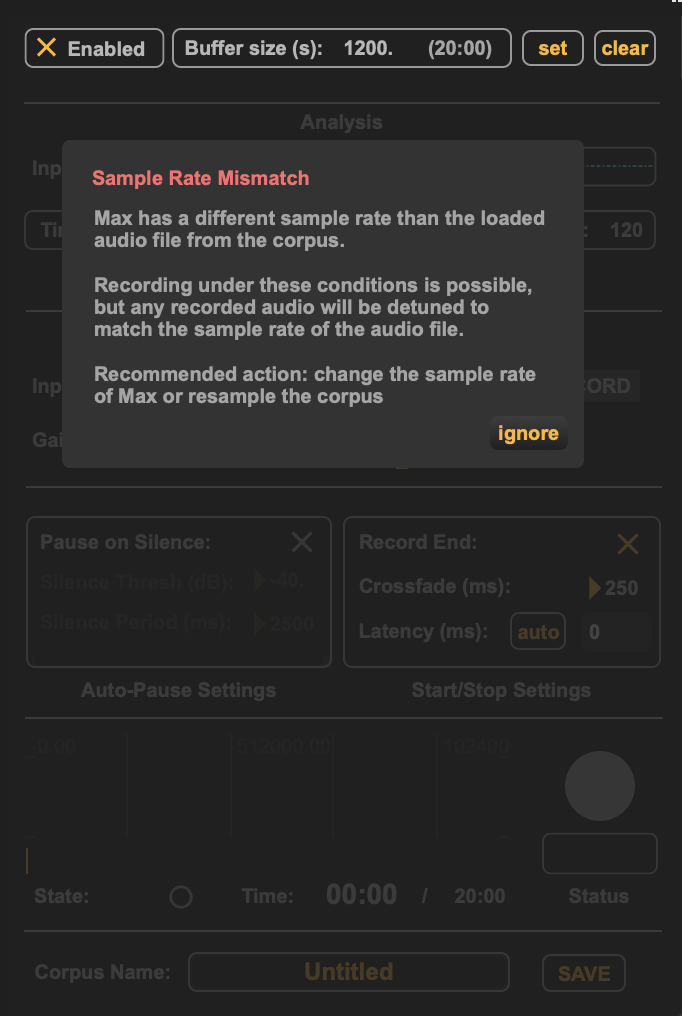 Enabled
Buffer size (s): 1200. (20:00)
set
clear
Analysis
Inp
Sample Rate Mismatch
Max has a different sample rate than the loaded
audio file from the corpus.
Recording under these conditions is possible,
but any recorded audio will be detuned to
match the sample rate of the audio file.
Recommended action: change the sample rate
of Max or resample the corpus
ignore
Tin
: 120
Inp
CORD
Gai
Pause on Silence:
Silence Thresh (dB): -40.
Silence Period (ms): 2500
Auto-Pause Settings
Record End:
Crossfade (ms): 250
Latency (ms): auto 0
Start/Stop Settings
-0.00 512000.00 102400
State: Time: 00:00 / 20:00 Status
Corpus Name: Untitled SAVE